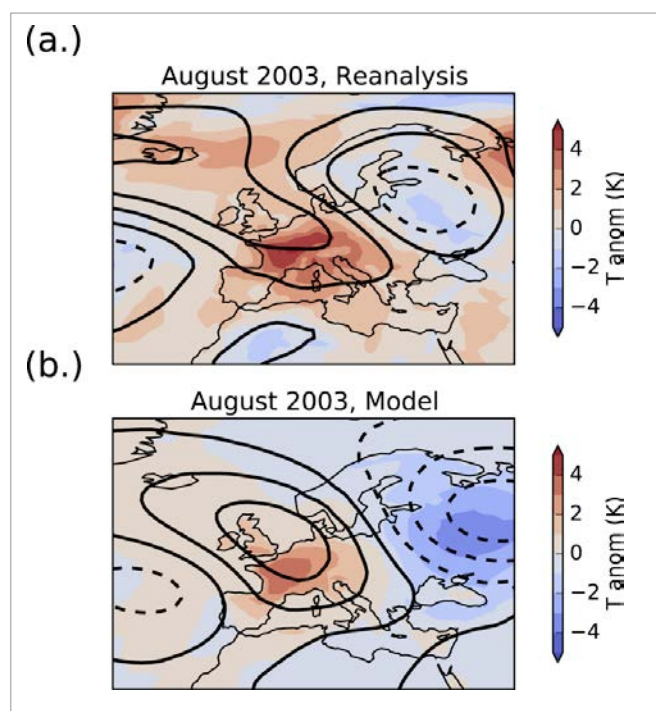 (a.)
August 2003, Reanalysis
4
2
0
−2
−4
T anom (K)
(b.)
August 2003, Model
4
2
0
−2
−4
T anom (K)